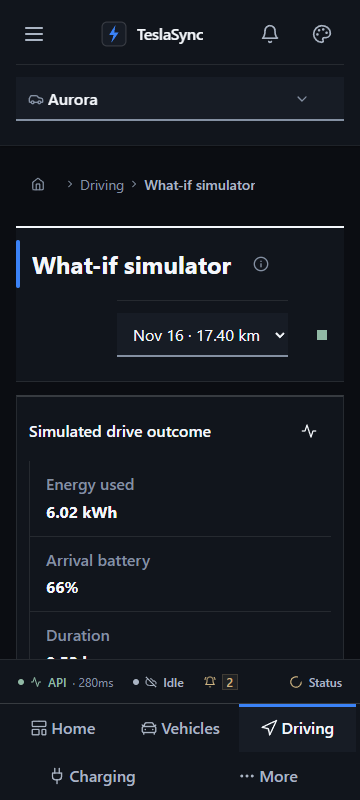 TeslaSync
Aurora
Driving
What-if simulator
What-if simulator
Nov 16 · 17.40 km
Simulated drive outcome
Energy used
6.02 kWh
Arrival battery
66%
Duration
API · 280ms
Idle
2
Status
Home
Vehicles
Driving
Charging
More